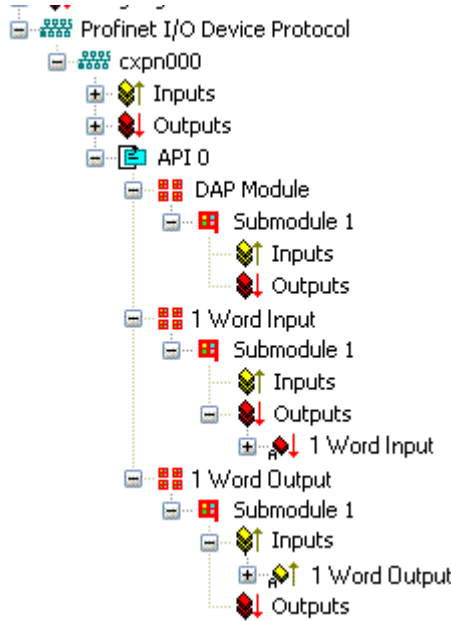 Profinet I/O Device Protocol
cxpn000
Inputs
Outputs
API 0
DAP Module
Submodule 1
Inputs
Outputs
1 Word Input
Submodule 1
Inputs
Outputs
1 Word Input
1 Word Output
Submodule 1
Inputs
1 Word Output
Outputs